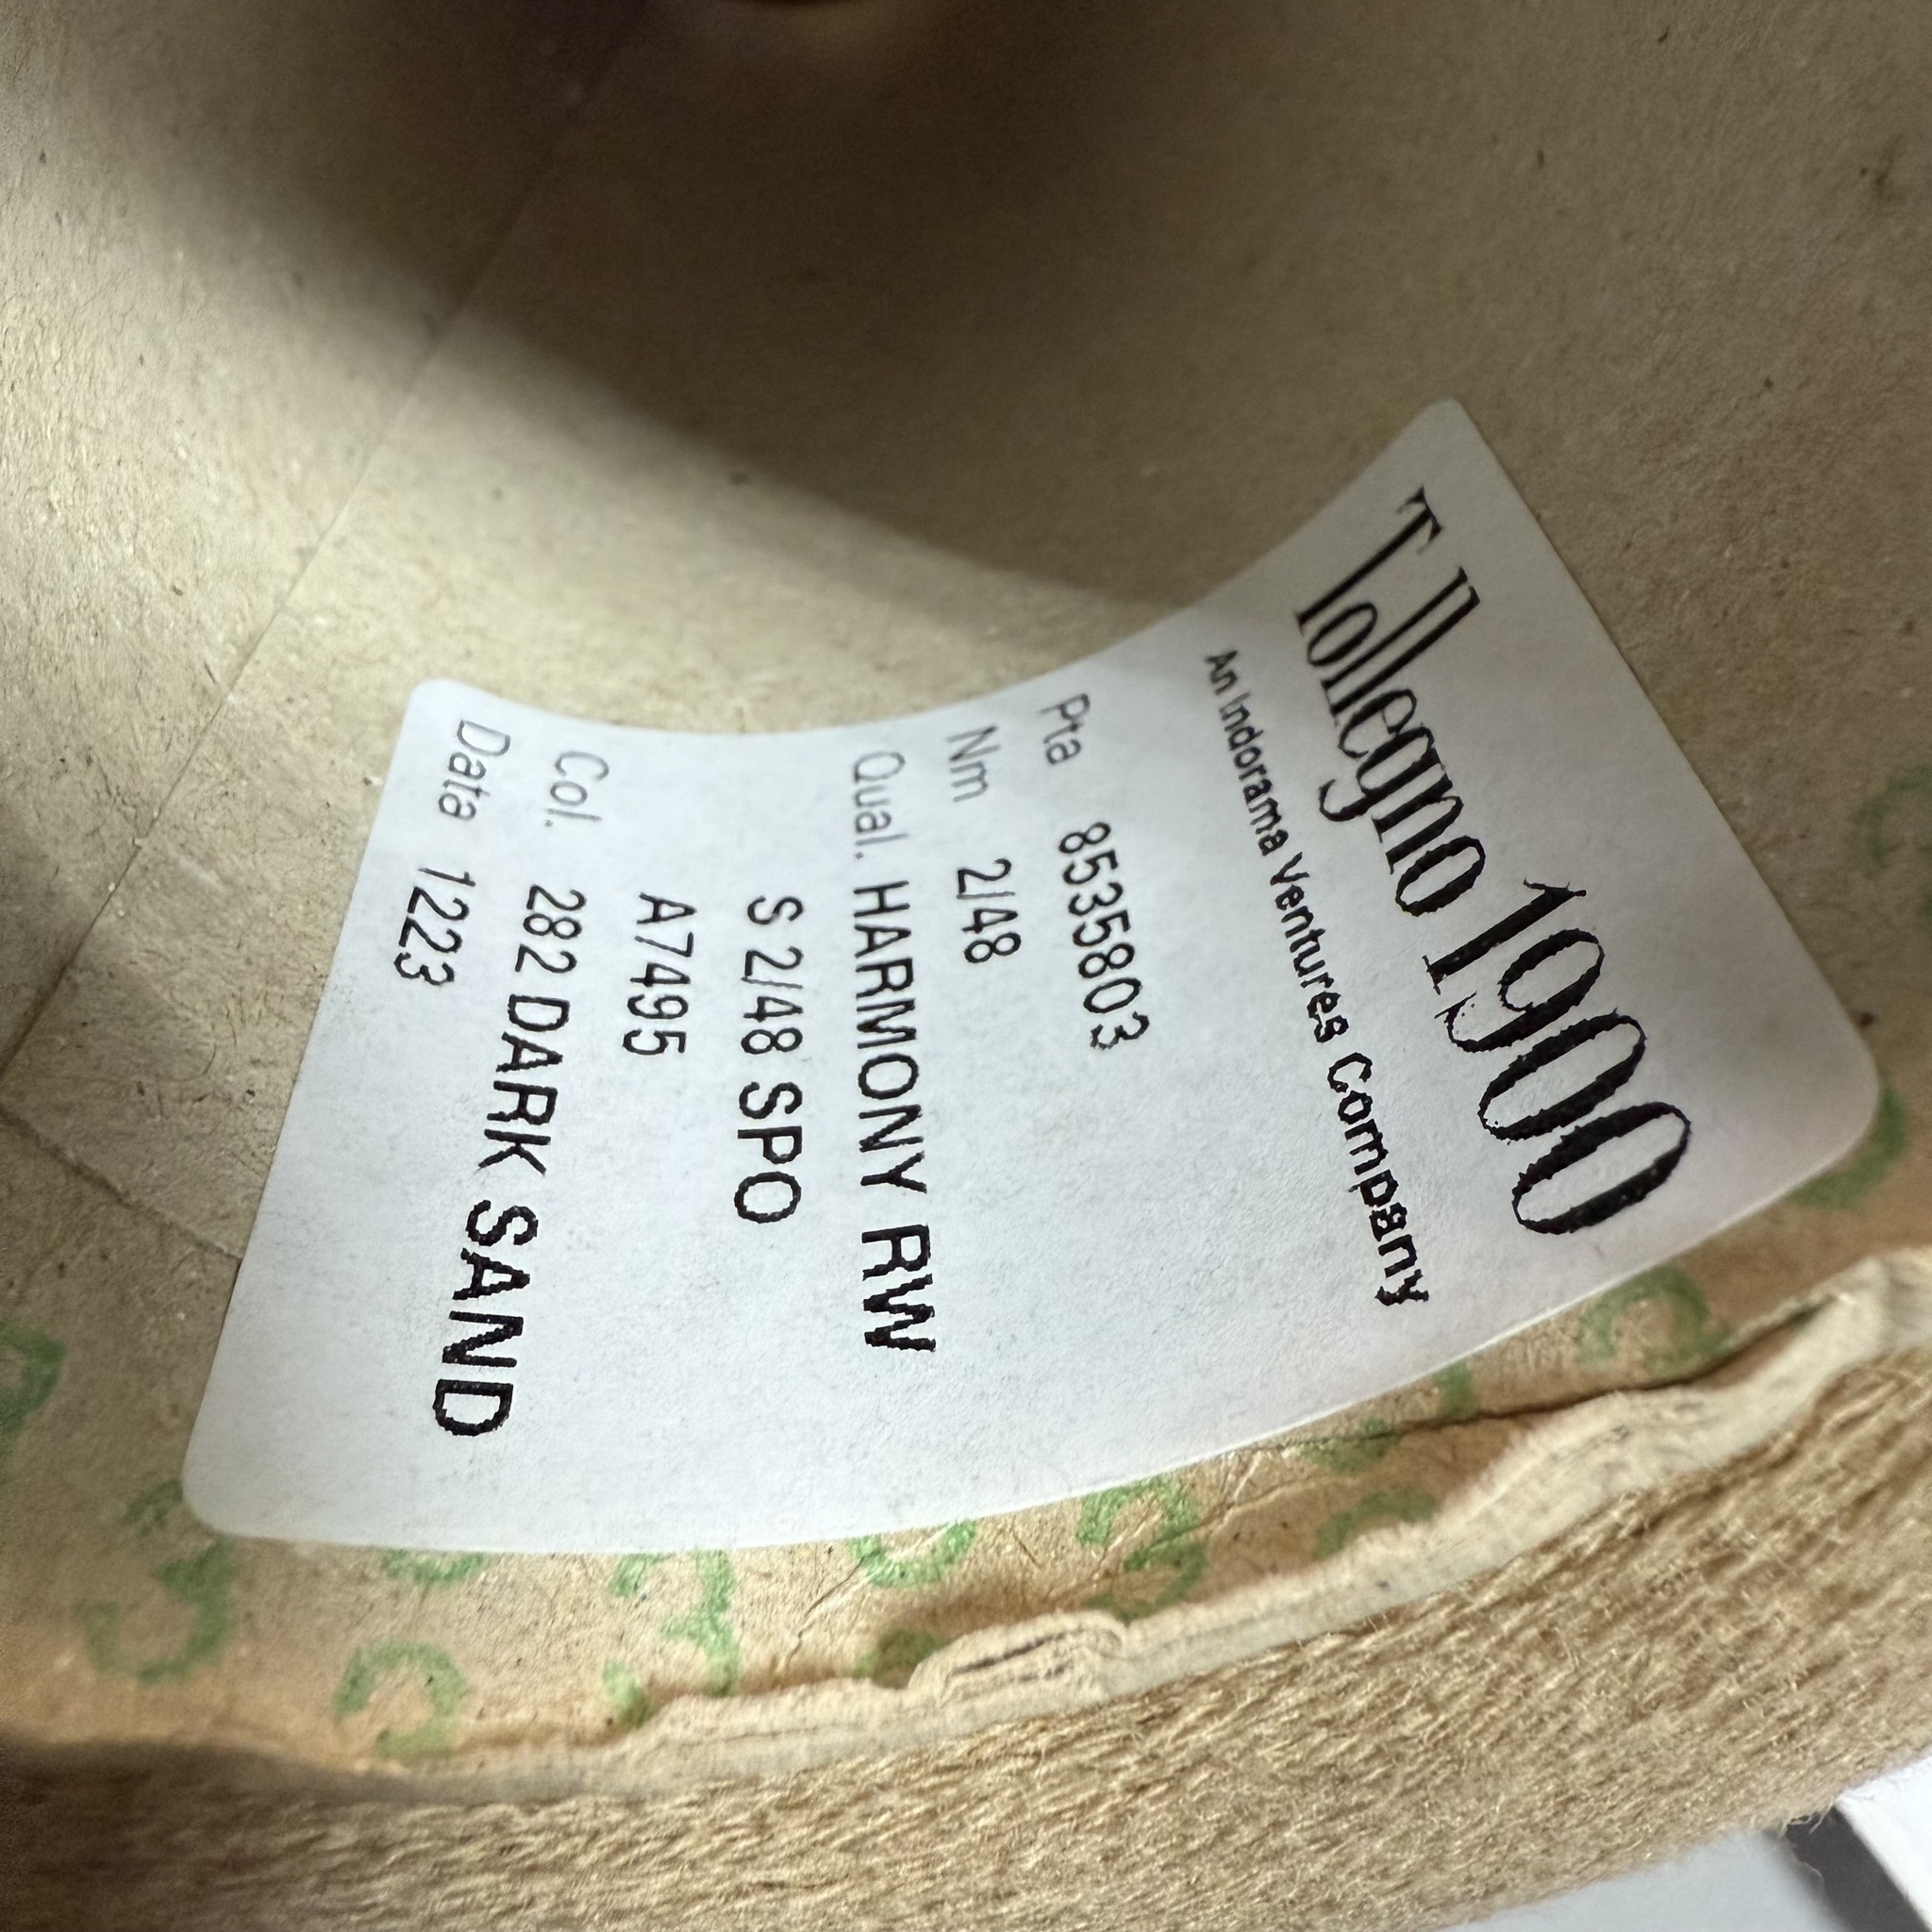 Tollegno 1900
An Indorama Ventures Company
Pta 8535803
Nm 2/48
Qual. HARMONY RW
S 2/48 SPO
A7495
Col. 282 DARK SAND
Data 1223